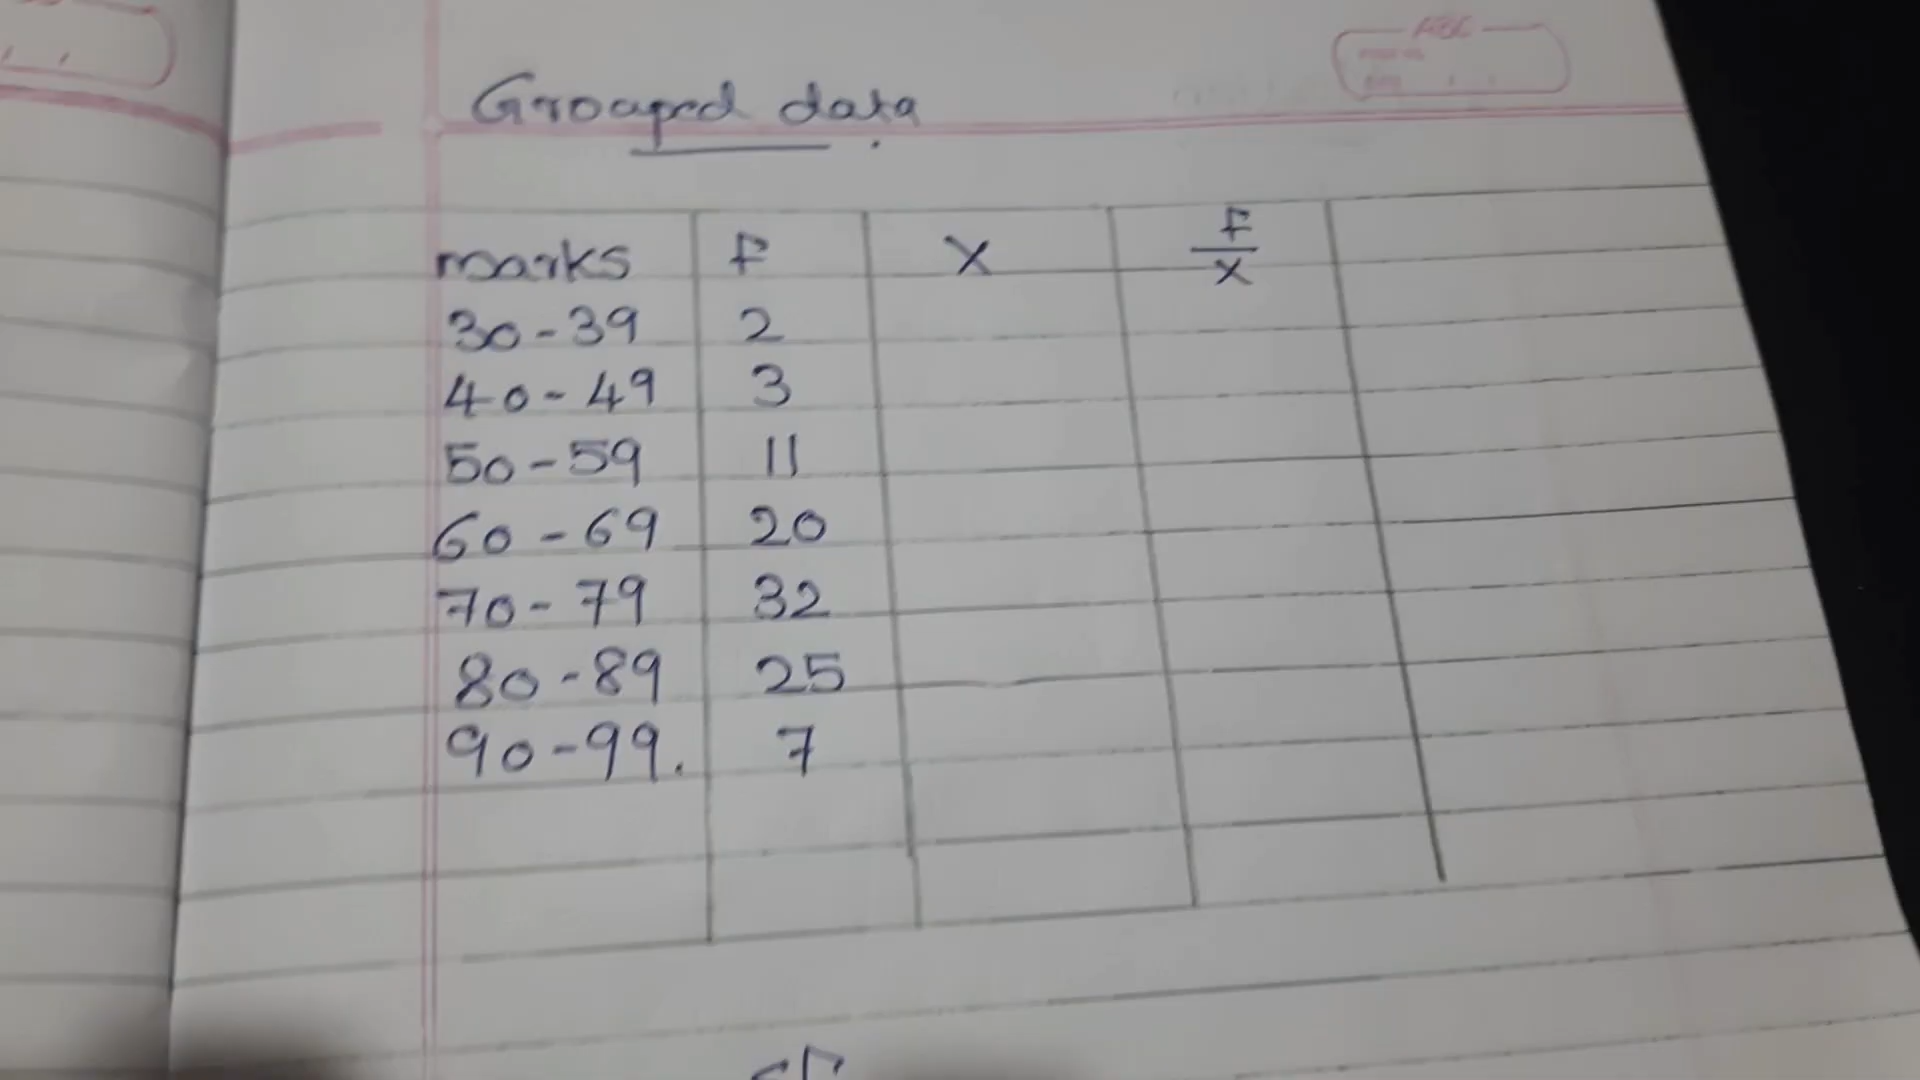 ABC
Grouped data
marks F X F/X
30-39 2
40-49 3
50-59 11
60-69 20
70-79 32
80-89 25
90-99. 7